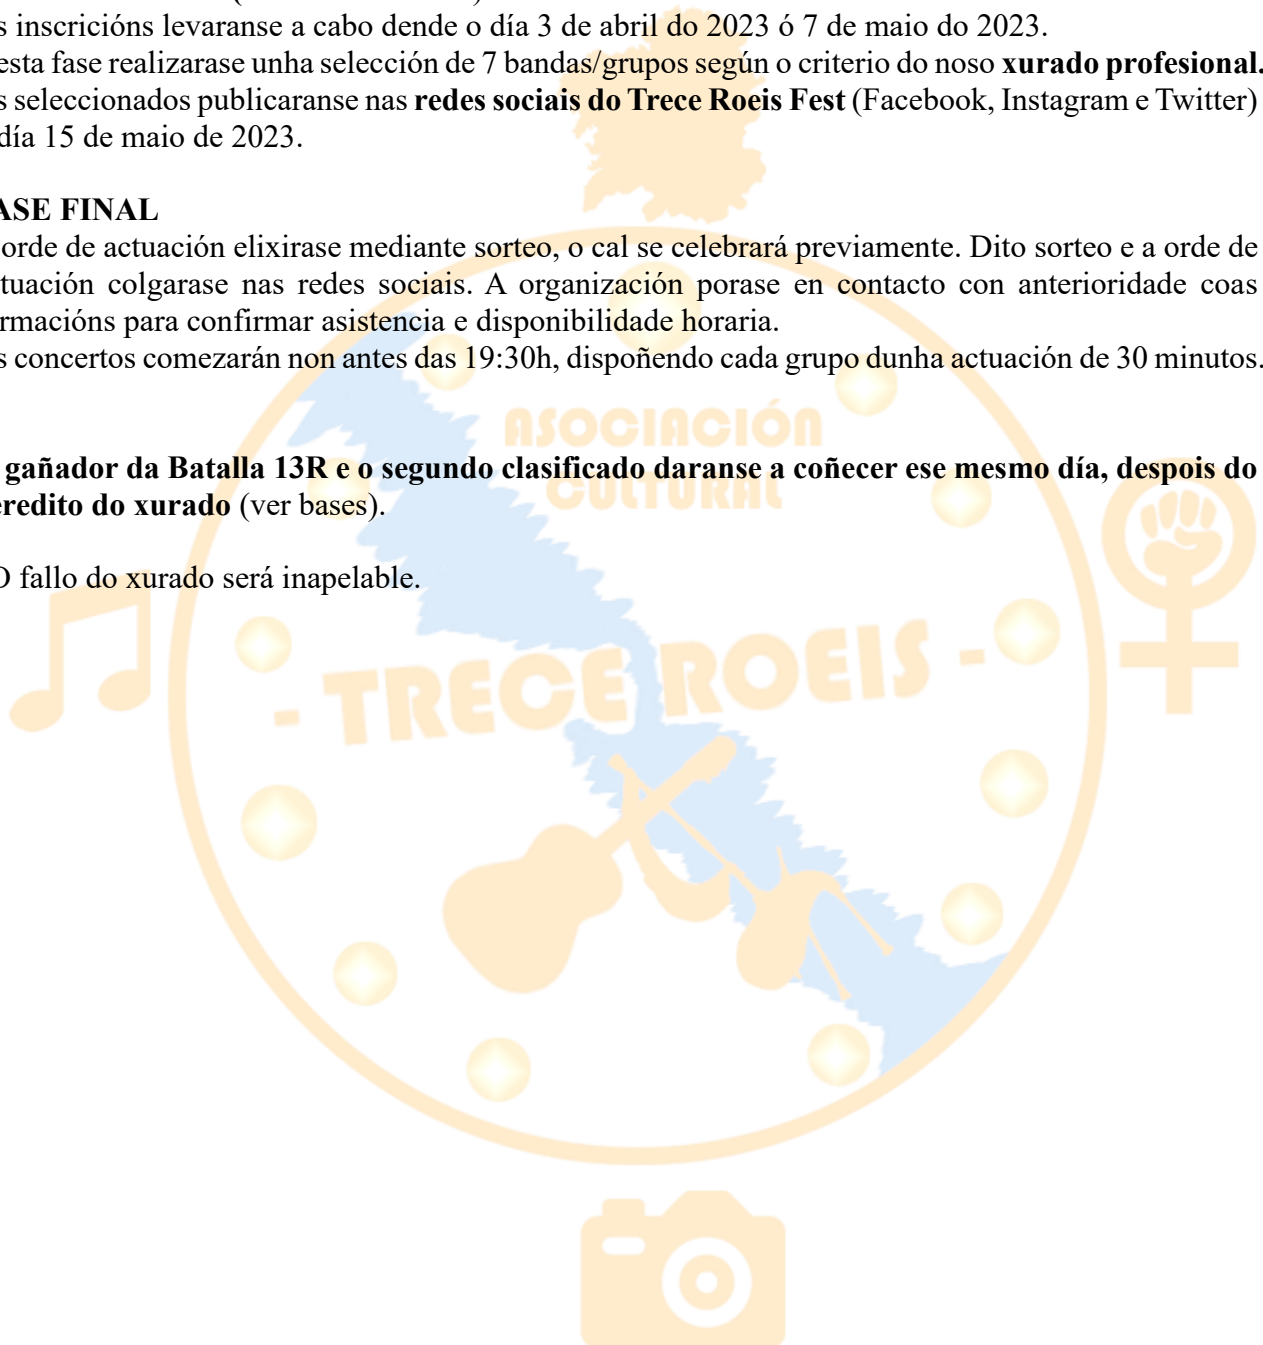 s inscricións levaranse a cabo dende o día 3 de abril do 2023 ó 7 de maio do 2023.
esta fase realizarase unha selección de 7 bandas/grupos según o criterio do noso xurado profesional.
s seleccionados publicaranse nas redes sociais do Trece Roeis Fest (Facebook, Instagram e Twitter)
día 15 de maio de 2023.
ASE FINAL
orde de actuación elixirase mediante sorteo, o cal se celebrará previamente. Dito sorteo e a orde de
tuación colgarase nas redes sociais. A organización porase en contacto con anterioridade coas
rmacións para confirmar asistencia e disponibilidade horaria.
s concertos comezarán non antes das 19:30h, dispoñendo cada grupo dunha actuación de 30 minutos.
ASOCIACIÓN
CULTURAL
gañador da Batalla 13R e o segundo clasificado daranse a coñecer ese mesmo día, despois do
eredito do xurado (ver bases).
O fallo do xurado será inapelable.
- TRECE ROEIS -